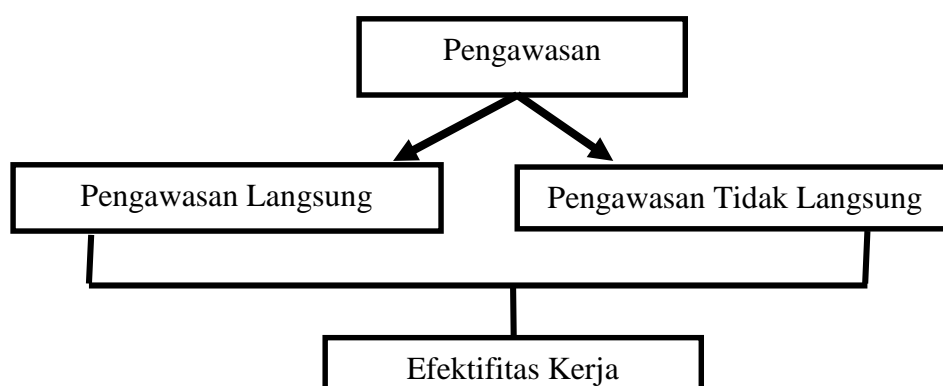 Pengawasan
Pengawasan Langsung
Pengawasan Tidak Langsung
Efektifitas Kerja